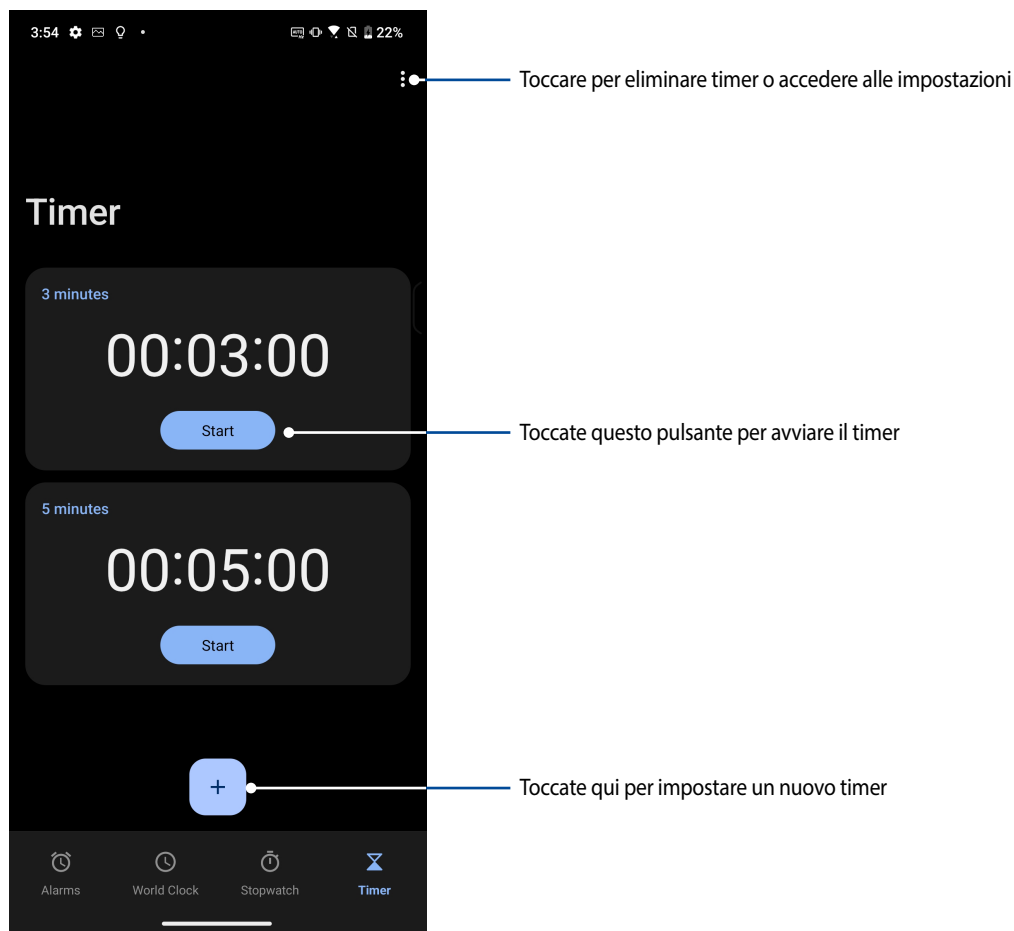 3:54 22%
Toccare per eliminare timer o accedere alle impostazioni
Timer
3 minutes
00:03:00
Start
Toccate questo pulsante per avviare il timer
5 minutes
00:05:00
Start
+
Toccate qui per impostare un nuovo timer
Alarms World Clock Stopwatch Timer